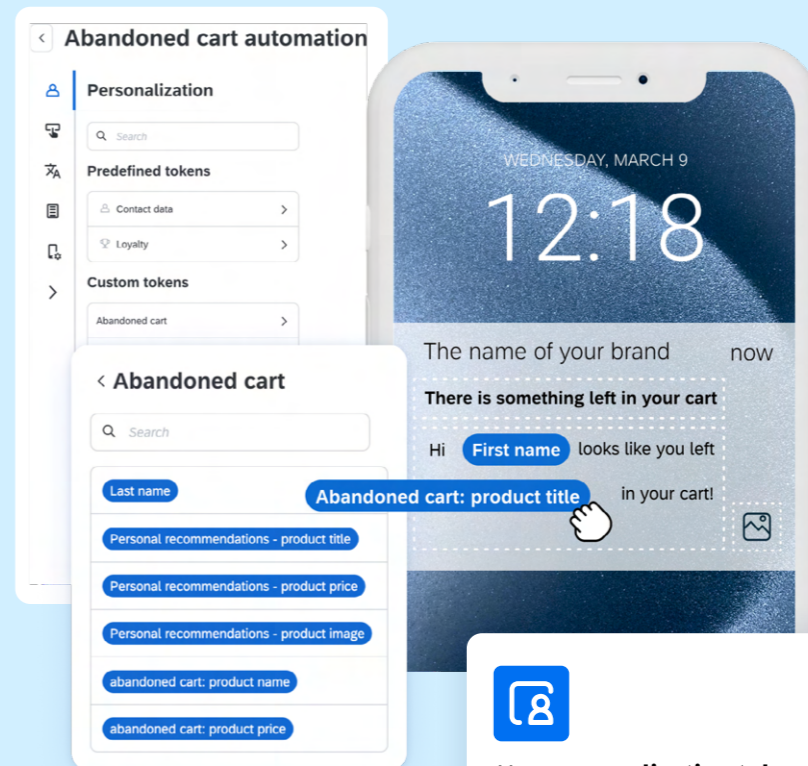 Abandoned cart automation
Personalization
Search
Predefined tokens
Contact data
Loyalty
Custom tokens
Abandoned cart
Abandoned cart
Search
Last name
Personal recommendations - product title
Personal recommendations - product price
Personal recommendations - product image
abandoned cart: product name
abandoned cart: product price
WEDNESDAY, MARCH 9
12:18
The name of your brand now
There is something left in your cart
Hi First name looks like you left
Abandoned cart: product title in your cart!